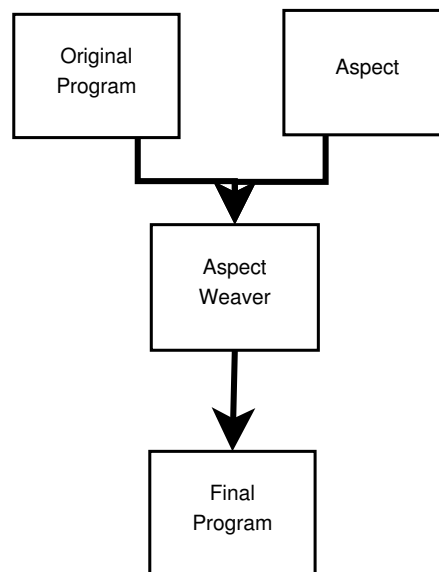 Original
Program
Aspect
Aspect
Weaver
Final
Program